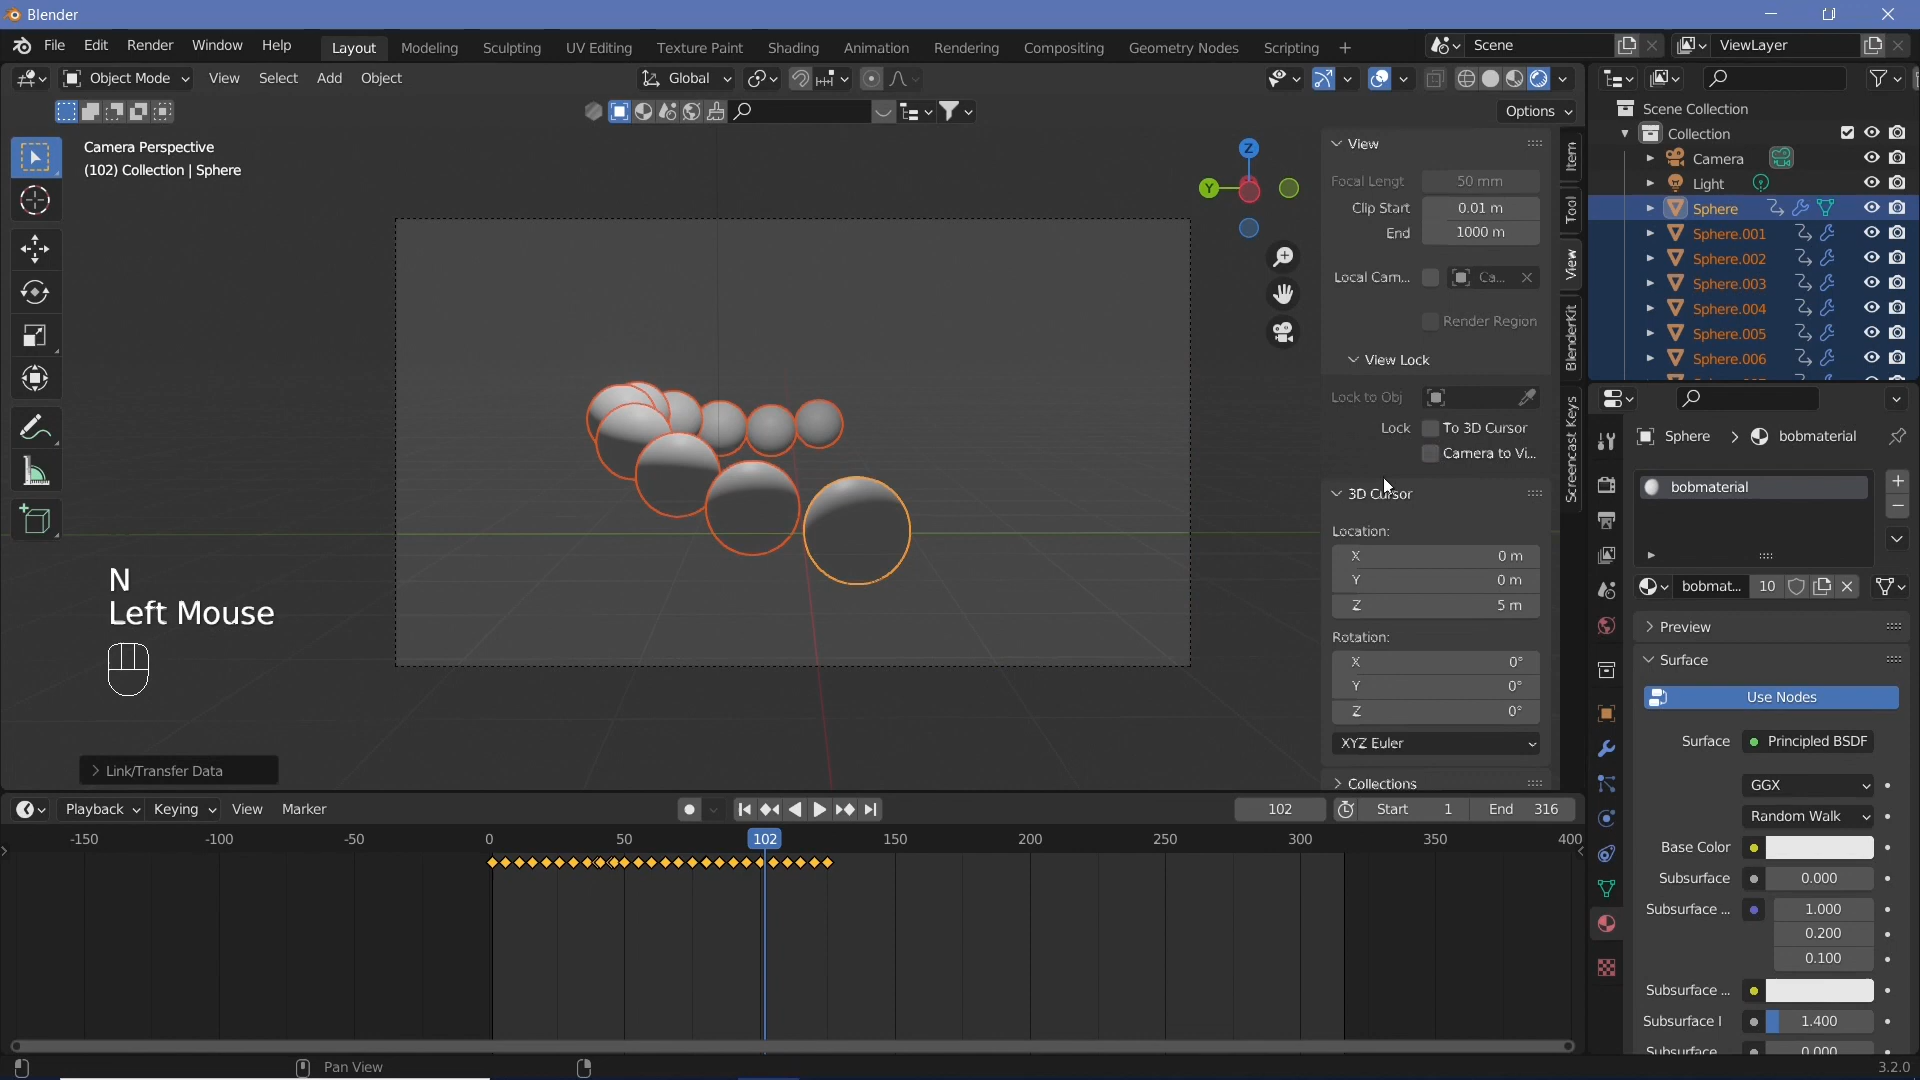 Blender
File Edit Render Window Help Layout Modeling Sculpting UV Editing Texture Paint Shading Animation Rendering Compositing Geometry Nodes Scripting + Scene ViewLayer
Object Mode View Select Add Object Global
Options
Camera Perspective
(102) Collection | Sphere
Z
Y
View
Focal Lengt 50 mm
Clip Start 0.01 m
End 1000 m
Local Cam... Ca...
Render Region
View Lock
Lock to Obj
Lock To 3D Cursor
Camera to Vi...
3D Cursor
Location:
X 0 m
Y 0 m
Z 5 m
Rotation:
X 0°
Y 0°
Z 0°
XYZ Euler
Collections
Item
Tool
View
BlenderKit
Screencast Keys
N
Left Mouse
Link/Transfer Data
Scene Collection
Collection
Camera
Light
Sphere
Sphere.001
Sphere.002
Sphere.003
Sphere.004
Sphere.005
Sphere.006
Sphere bobmaterial
bobmaterial
bobmat... 10
Preview
Surface
Use Nodes
Surface Principled BSDF
GGX
Random Walk
Base Color
Subsurface 0.000
Subsurface ... 1.000
0.200
0.100
Subsurface ...
Subsurface I 1.400
Subsurface 0.000
Playback Keying View Marker 102 Start 1 End 316
-150 -100 -50 0 50 102 150 200 250 300 350 400
Pan View
3.2.0